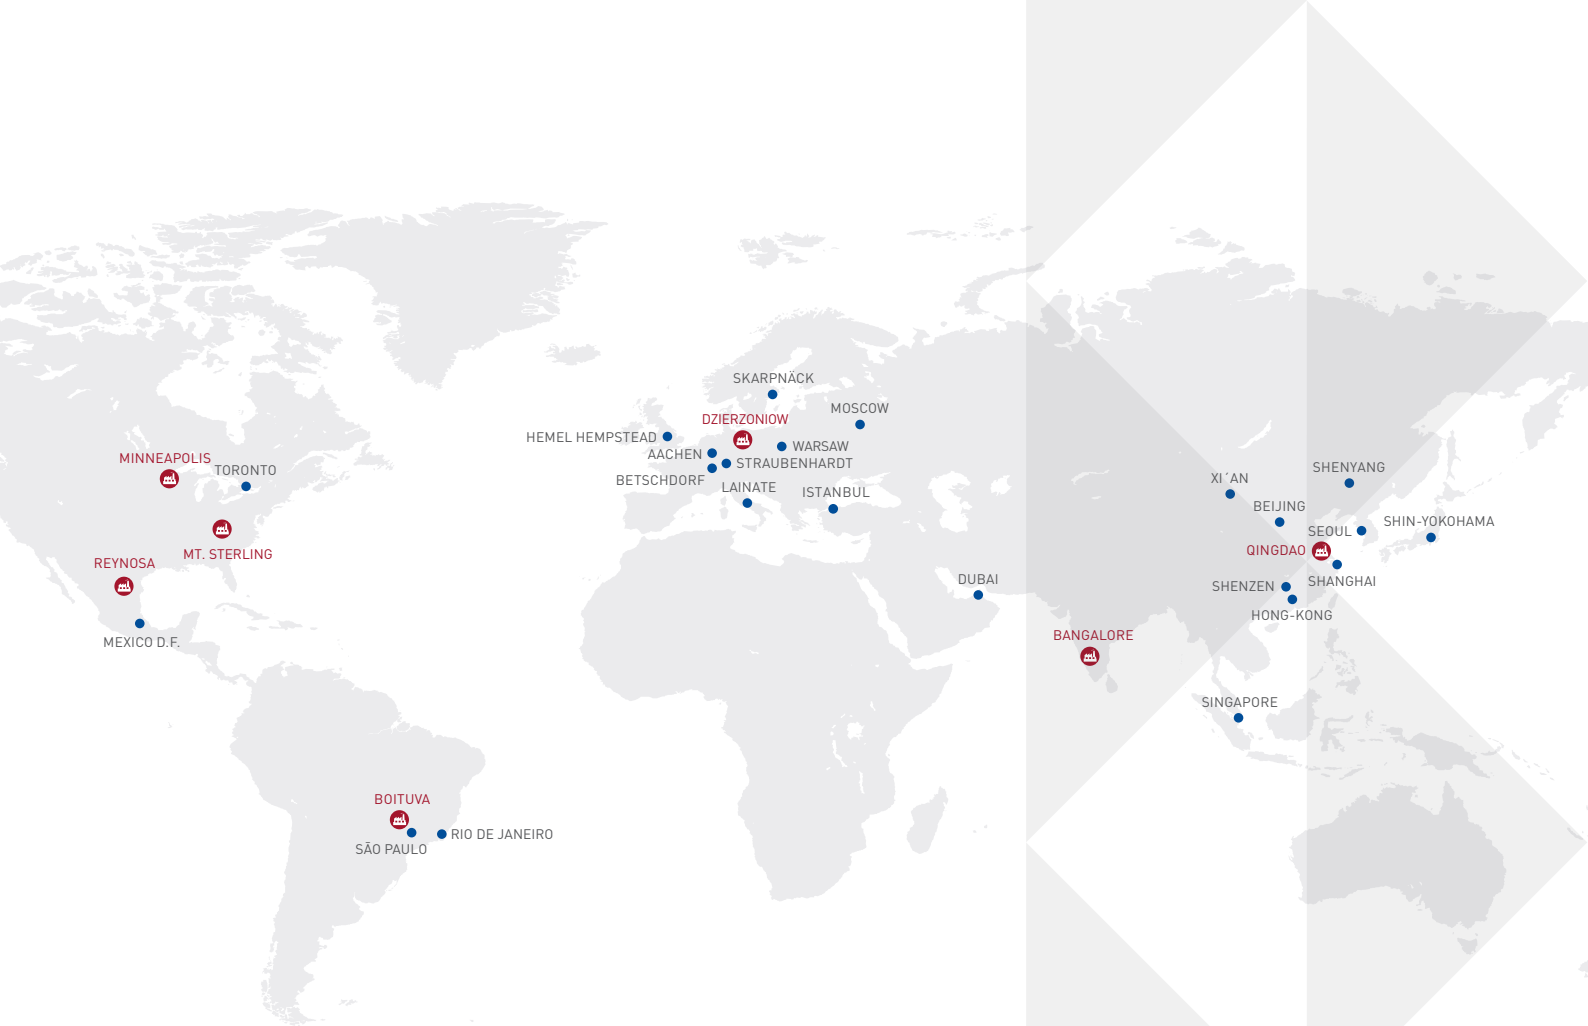 SKARPNÄCK
MOSCOW
DZIERZONIOW
HEMEL HEMPSTEAD
WARSAW
AACHEN
STRAUBENHARDT
BETSCHDORF
LAINATE
ISTANBUL
MINNEAPOLIS
TORONTO
MT. STERLING
REYNOSA
MEXICO D.F.
XI´AN
SHENYANG
BEIJING
SEOUL
SHIN-YOKOHAMA
QINGDAO
SHANGHAI
SHENZEN
HONG-KONG
DUBAI
BANGALORE
SINGAPORE
BOITUVA
RIO DE JANEIRO
SÃO PAULO